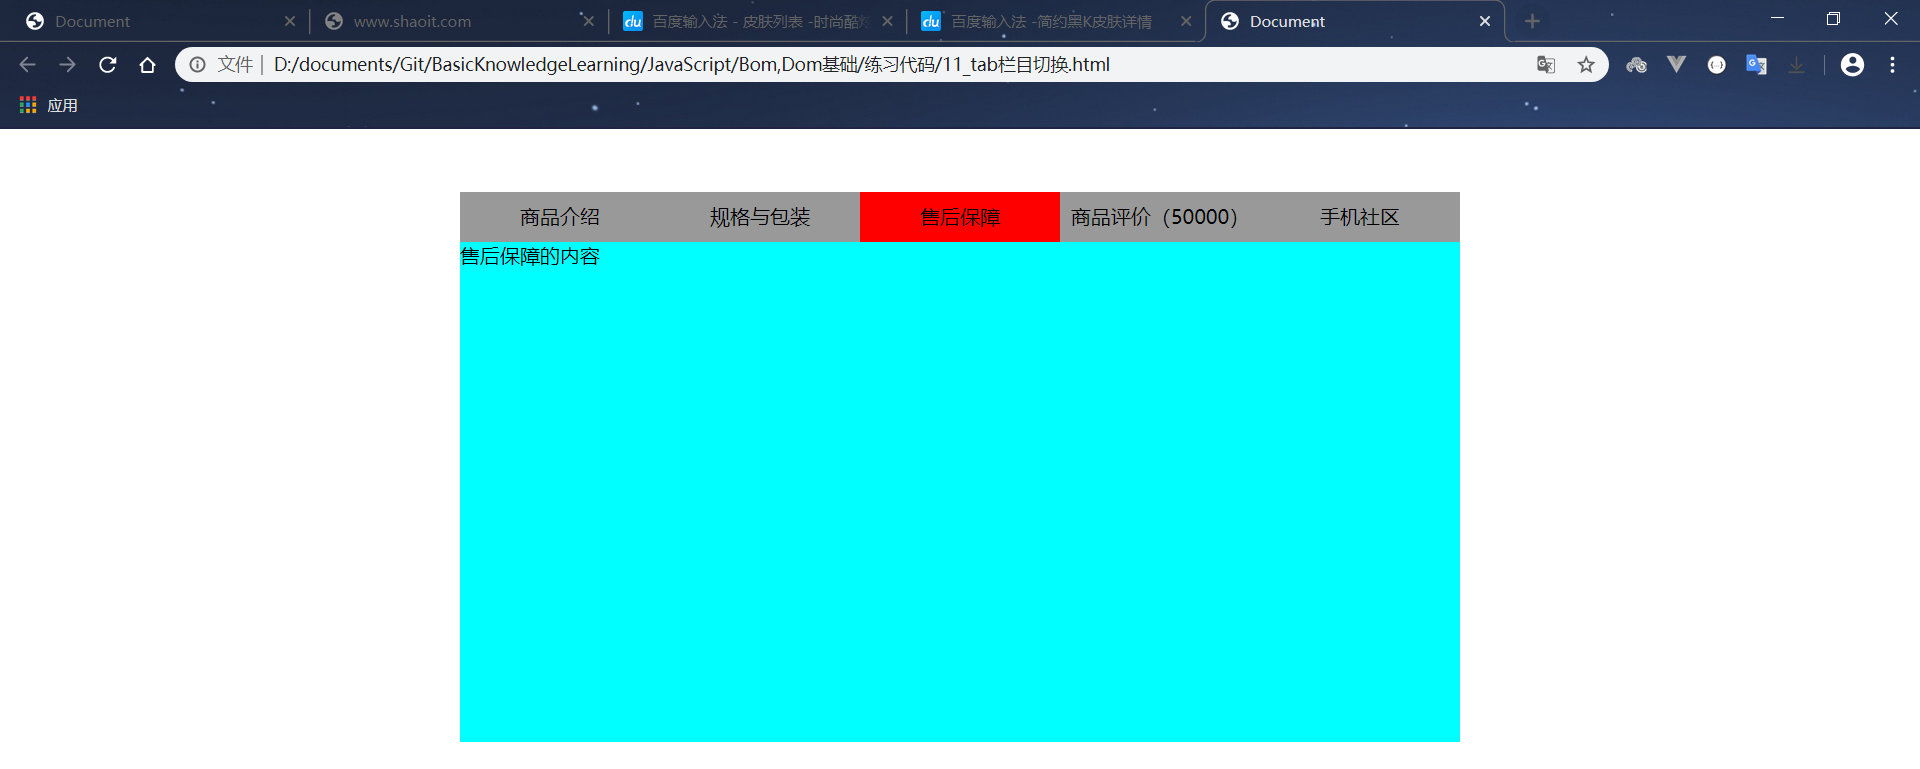 Document
www.shaoit.com
百度输入法 - 皮肤列表 -时尚酷
百度输入法 -简约黑K皮肤详情
Document
文件
D:/documents/Git/BasicKnowledgeLearning/JavaScript/Bom,Dom基础/练习代码/11_tab栏目切换.html
应用
商品介绍
规格与包装
售后保障
商品评价（50000）
手机社区
售后保障的内容